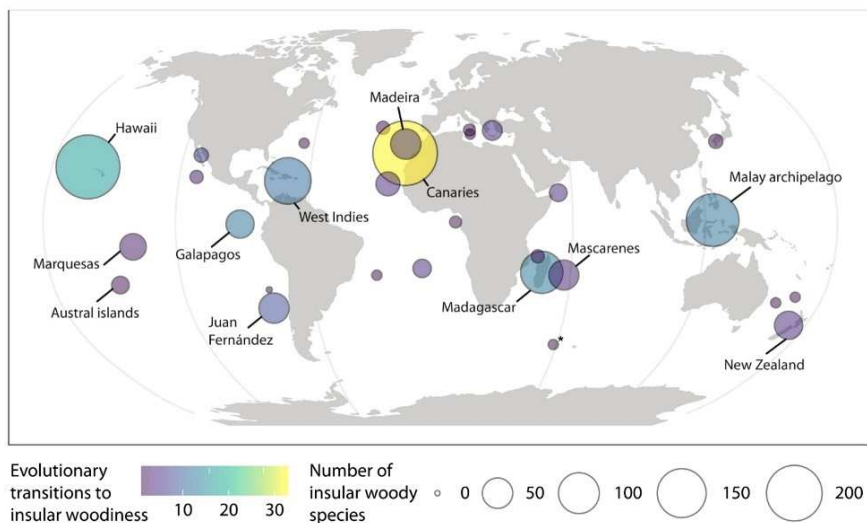 Madeira
Hawaii
Malay archipelago
Canaries
West Indies
Galapagos
Mascarenes
Marquesas
Madagascar
Austral islands
Juan
Fernández
*
New Zealand
Evolutionary
transitions to
insular woodiness
10 20 30
Number of
insular woody
species
0 50 100 150 200